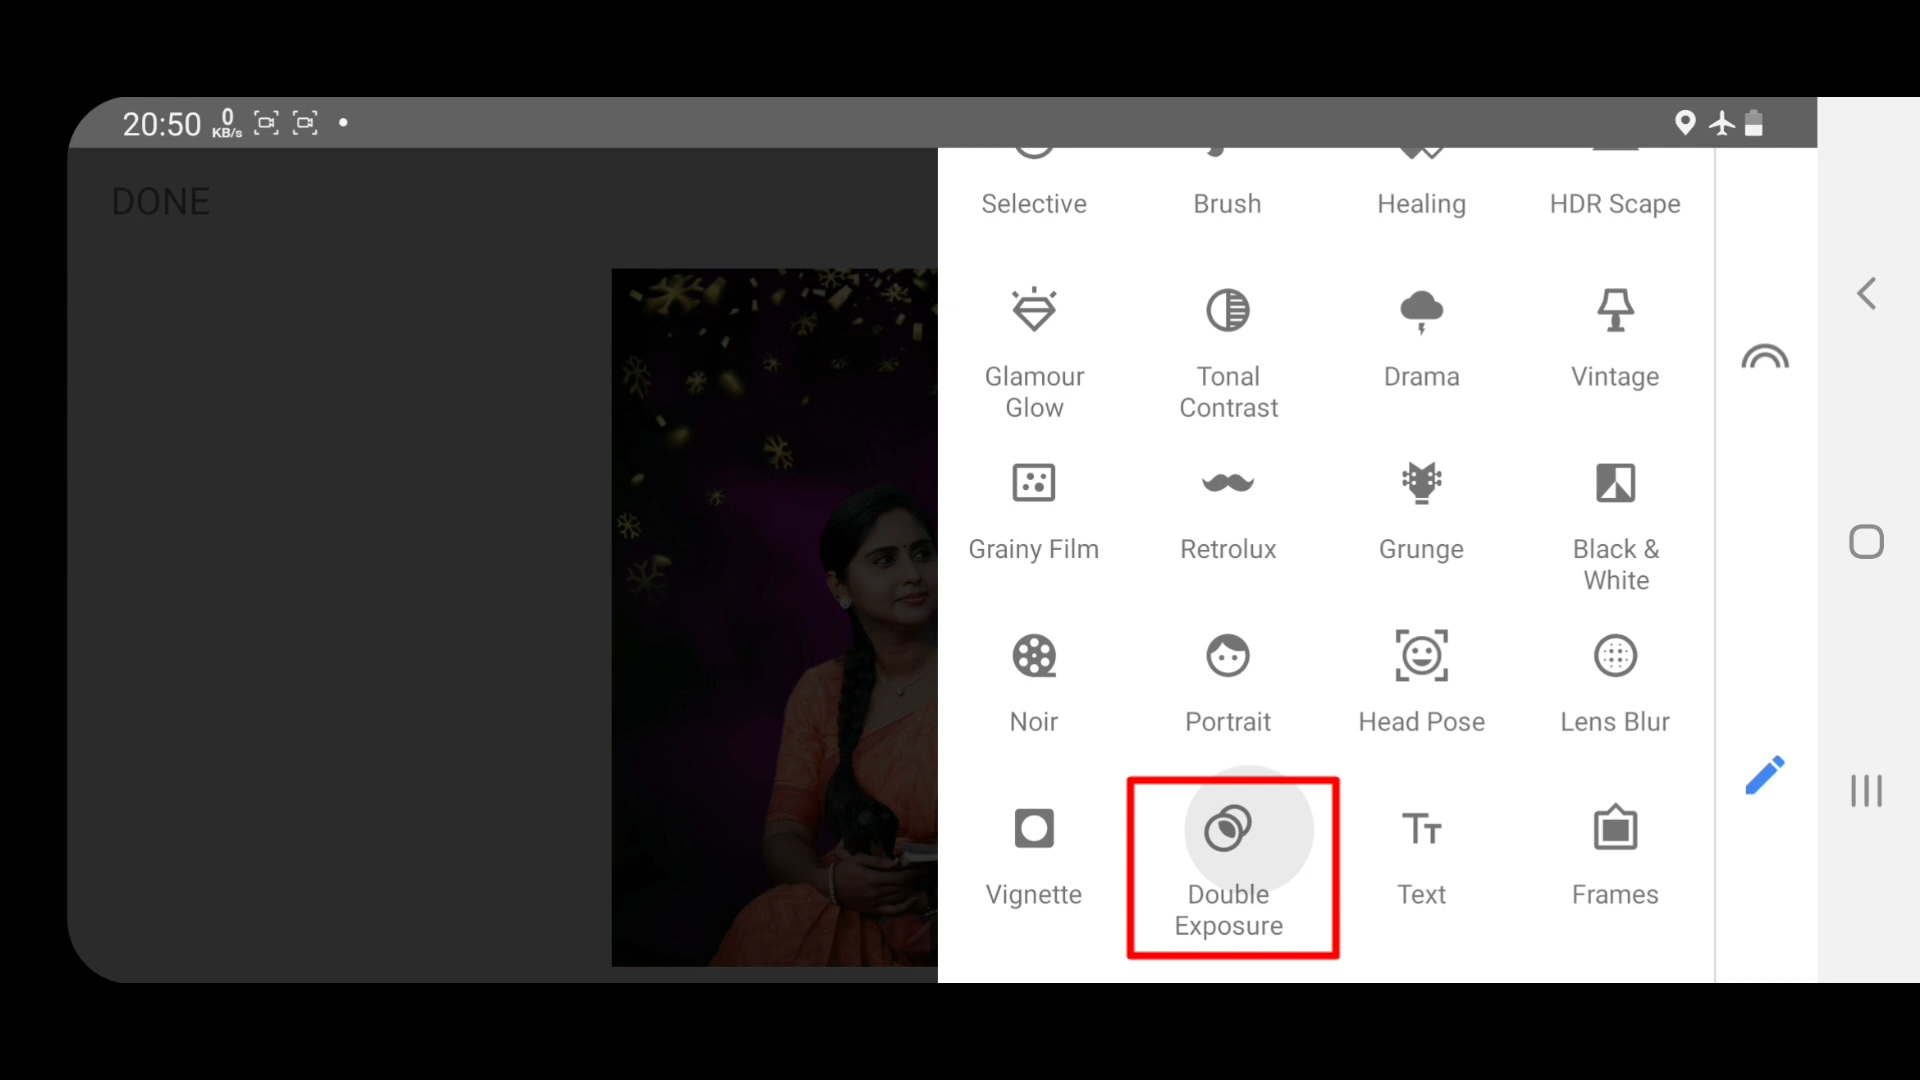 20:50 0 KB/s
DONE
Selective Brush Healing HDR Scape
Glamour Glow Tonal Contrast Drama Vintage
Grainy Film Retrolux Grunge Black & White
Noir Portrait Head Pose Lens Blur
Vignette Double Exposure Text Frames